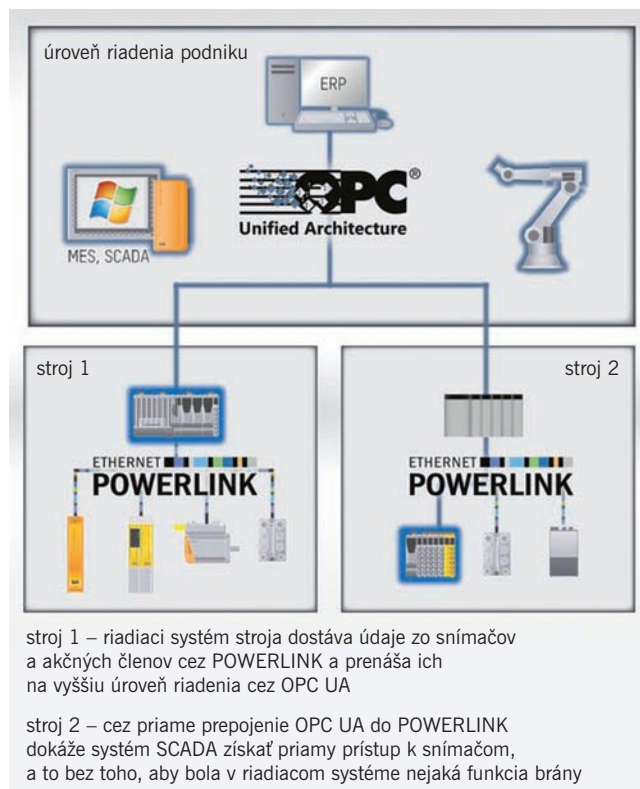 úroveň riadenia podniku
ERP
OPC®
Unified Architecture
MES, SCADA
stroj 1
stroj 2
ETHERNET
POWERLINK
ETHERNET
POWERLINK
stroj 1 – riadiaci systém stroja dostáva údaje zo snímačov
a akčných členov cez POWERLINK a prenáša ich
na vyššiu úroveň riadenia cez OPC UA
stroj 2 – cez priame prepojenie OPC UA do POWERLINK
dokáže systém SCADA získať priamy prístup k snímačom,
a to bez toho, aby bola v riadiacom systéme nejaká funkcia brány